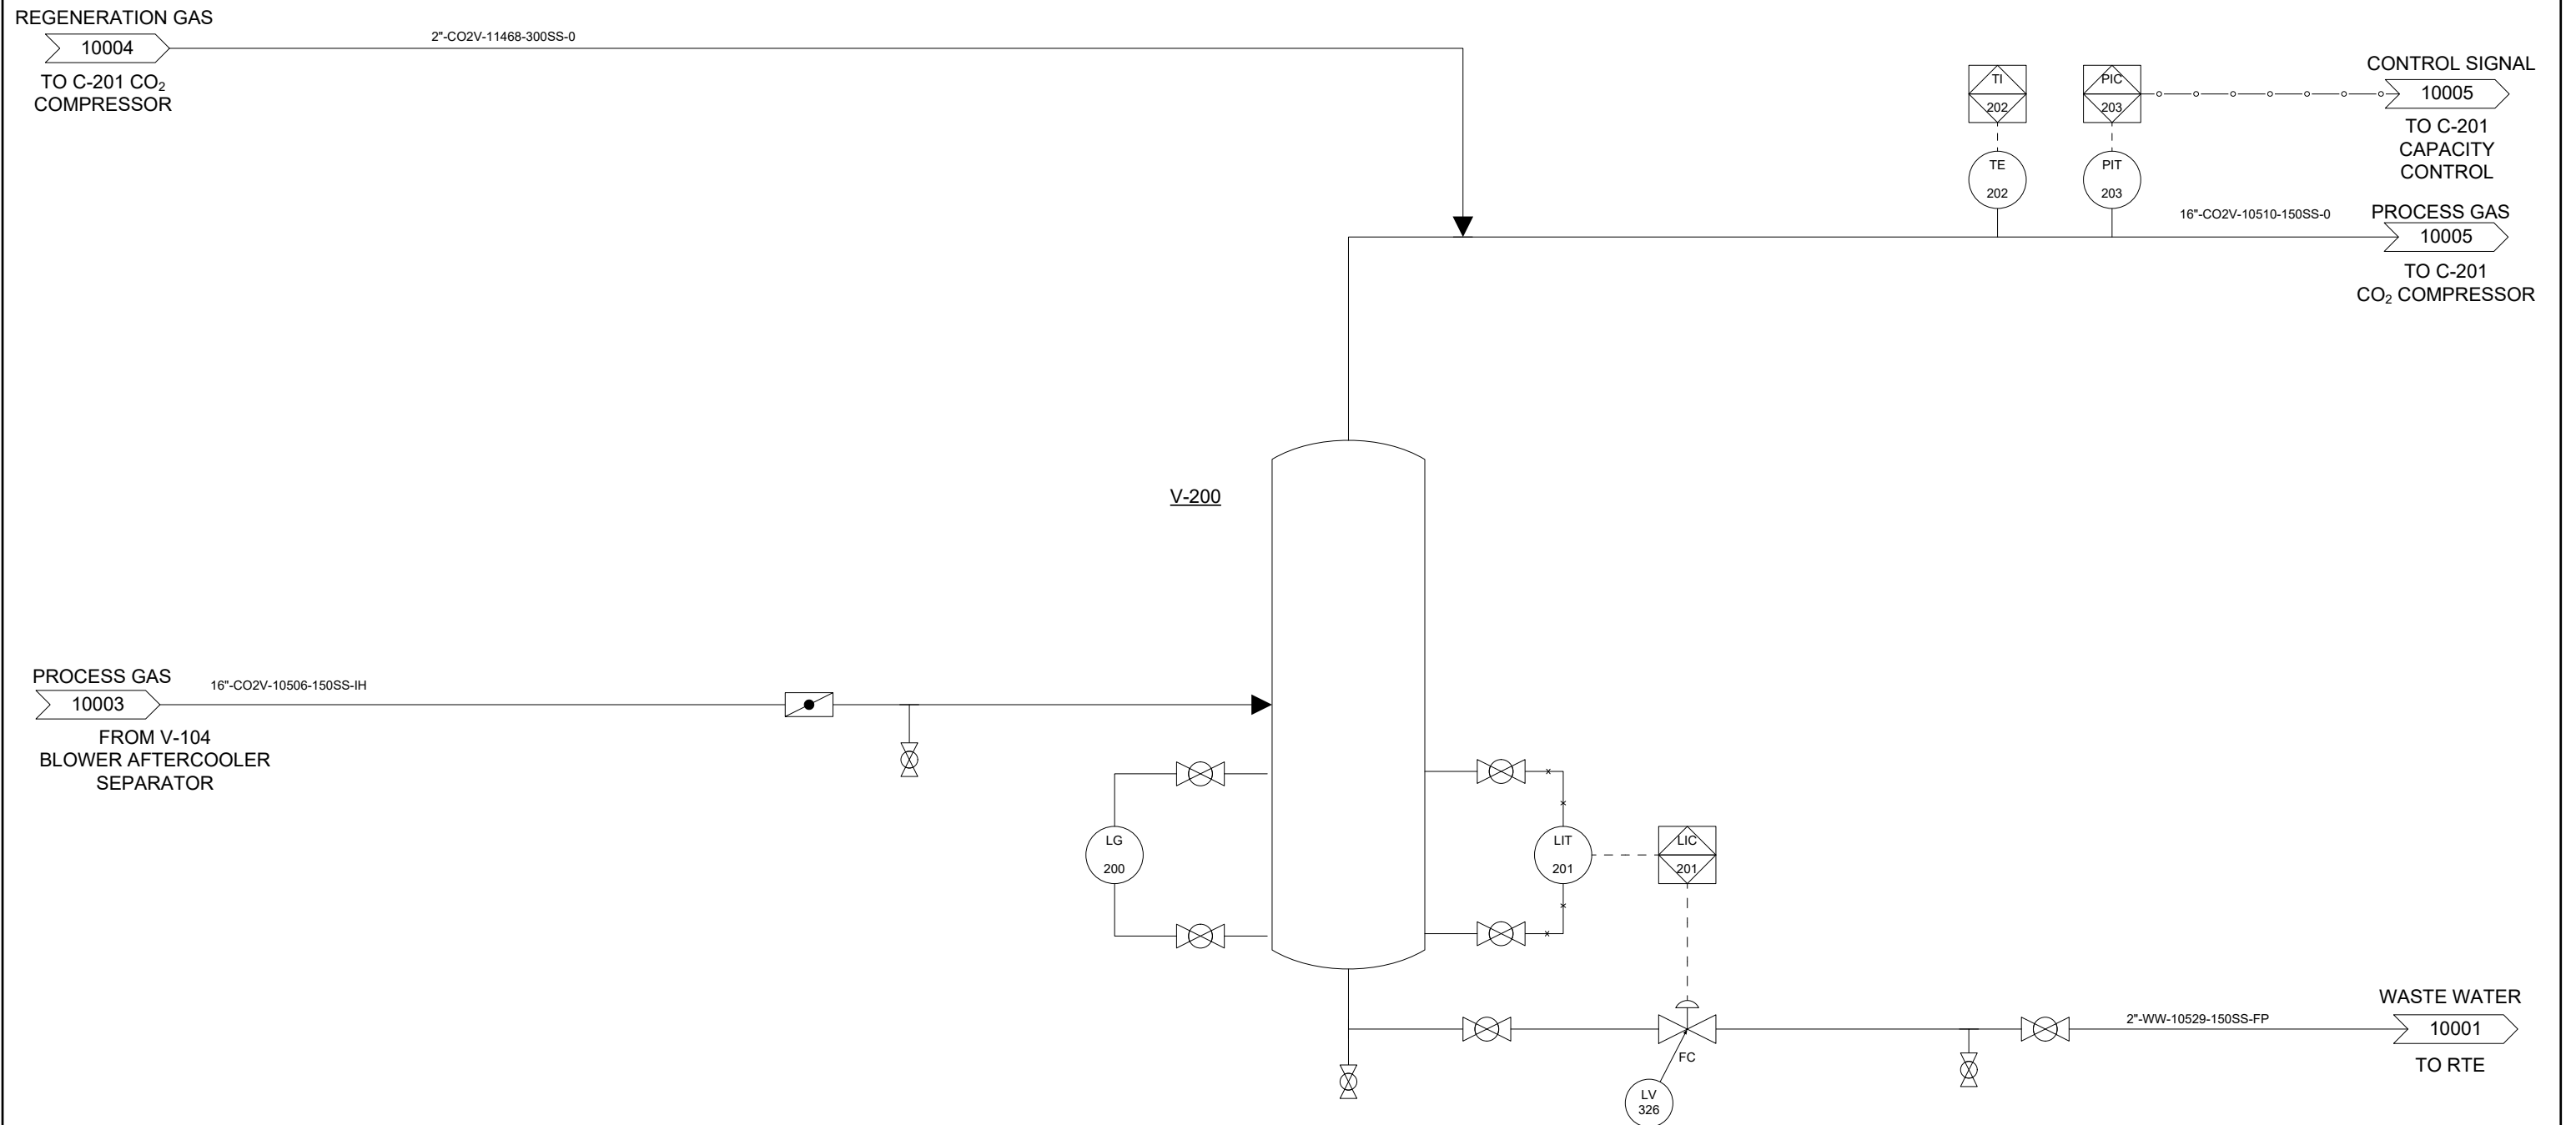 REGENERATION GAS
10004
TO C-201 CO₂
COMPRESSOR
2"-CO2V-11468-300SS-0
TI
202
PIC
203
CONTROL SIGNAL
10005
TO C-201
CAPACITY
CONTROL
TE
202
PIT
203
16"-CO2V-10510-150SS-0
PROCESS GAS
10005
TO C-201
CO₂ COMPRESSOR
V-200
PROCESS GAS
10003
FROM V-104
BLOWER AFTERCOOLER
SEPARATOR
16"-CO2V-10506-150SS-IH
LG
200
LIT
201
LIC
201
FC
LV
326
2"-WW-10529-150SS-FP
WASTE WATER
10001
TO RTE